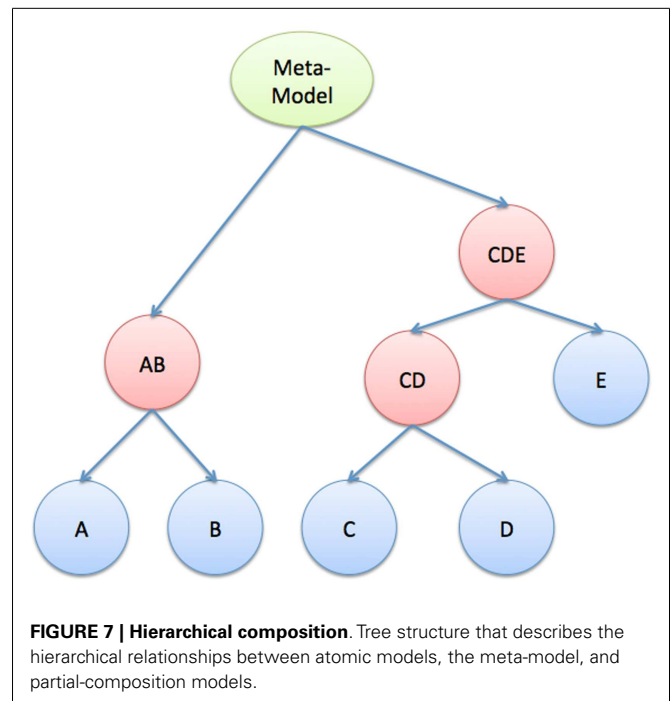 Meta-
Model
CDE
AB
CD
E
A
B
C
D
FIGURE 7 | Hierarchical composition. Tree structure that describes the
hierarchical relationships between atomic models, the meta-model, and
partial-composition models.